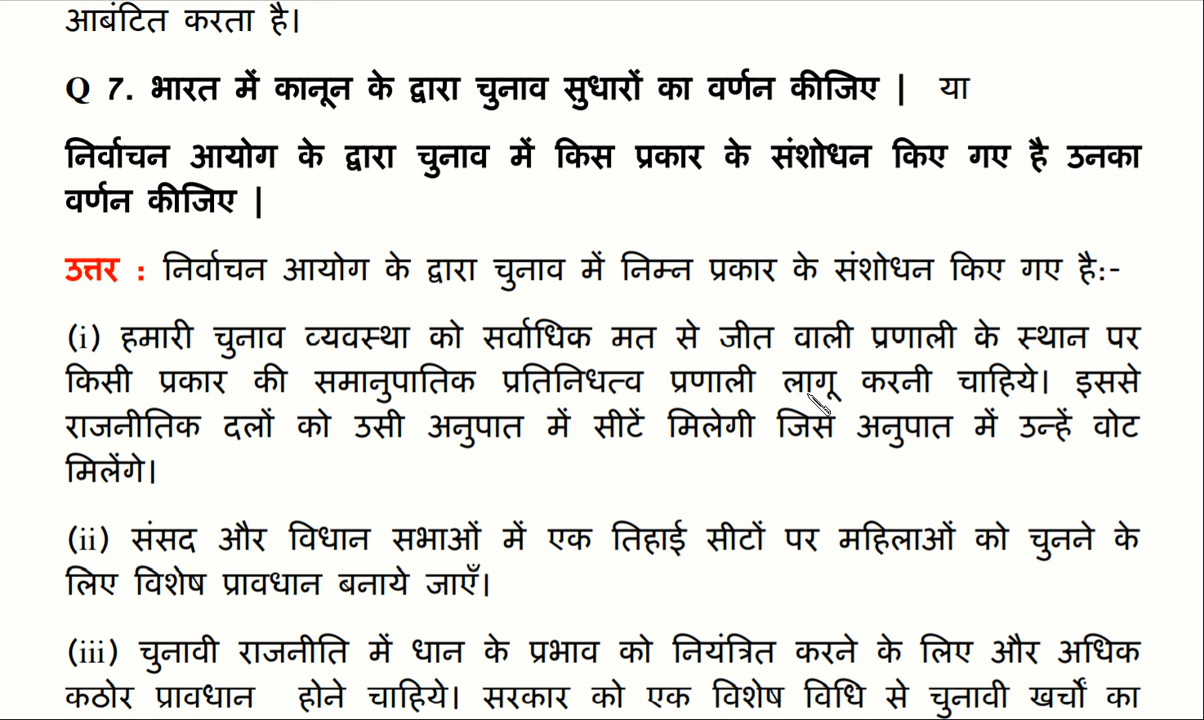 आबंटित करता है।
Q 7. भारत में कानून के द्वारा चुनाव सुधारों का वर्णन कीजिए | या
निर्वाचन आयोग के द्वारा चुनाव में किस प्रकार के संशोधन किए गए है उनका
वर्णन कीजिए |
उत्तर : निर्वाचन आयोग के द्वारा चुनाव में निम्न प्रकार के संशोधन किए गए है:-
(i) हमारी चुनाव व्यवस्था को सर्वाधिक मत से जीत वाली प्रणाली के स्थान पर
किसी प्रकार की समानुपातिक प्रतिनिधत्व प्रणाली लागू करनी चाहिये। इससे
राजनीतिक दलों को उसी अनुपात में सीटें मिलेगी जिसे अनुपात में उन्हें वोट
मिलेंगे।
(ii) संसद और विधान सभाओं में एक तिहाई सीटों पर महिलाओं को चुनने के
लिए विशेष प्रावधान बनाये जाएँ।
(iii) चुनावी राजनीति में धान के प्रभाव को नियंत्रित करने के लिए और अधिक
कठोर प्रावधान होने चाहिये। सरकार को एक विशेष विधि से चुनावी खर्चों का